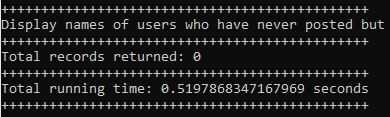 ++++++++++++++++++++++++++++++++++++++++++++++
Display names of users who have never posted but
++++++++++++++++++++++++++++++++++++++++++++++
Total records returned: 0
++++++++++++++++++++++++++++++++++++++++++++++
Total running time: 0.5197868347167969 seconds
++++++++++++++++++++++++++++++++++++++++++++++